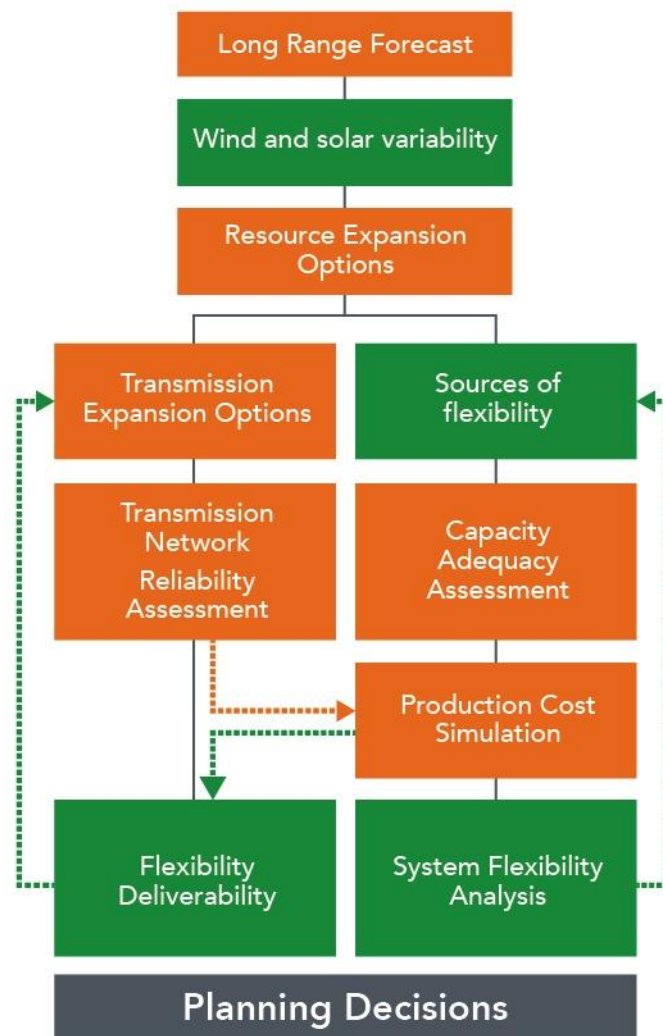 Long Range Forecast
Wind and solar variability
Resource Expansion
Options
Transmission
Expansion Options
Sources of
flexibility
Transmission
Network
Reliability
Assessment
Capacity
Adequacy
Assessment
Production Cost
Simulation
Flexibility
Deliverability
System Flexibility
Analysis
Planning Decisions